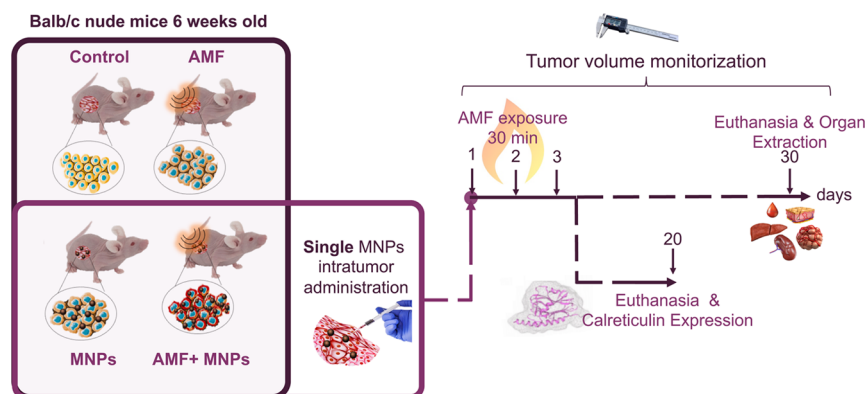 Balb/c nude mice 6 weeks old
Control
AMF
MNPs
AMF+ MNPs
Single MNPs
intratumor
administration
Tumor volume monitorization
AMF exposure
30 min
1
2
3
Euthanasia & Organ
Extraction
30
days
20
Euthanasia &
Calreticulin Expression